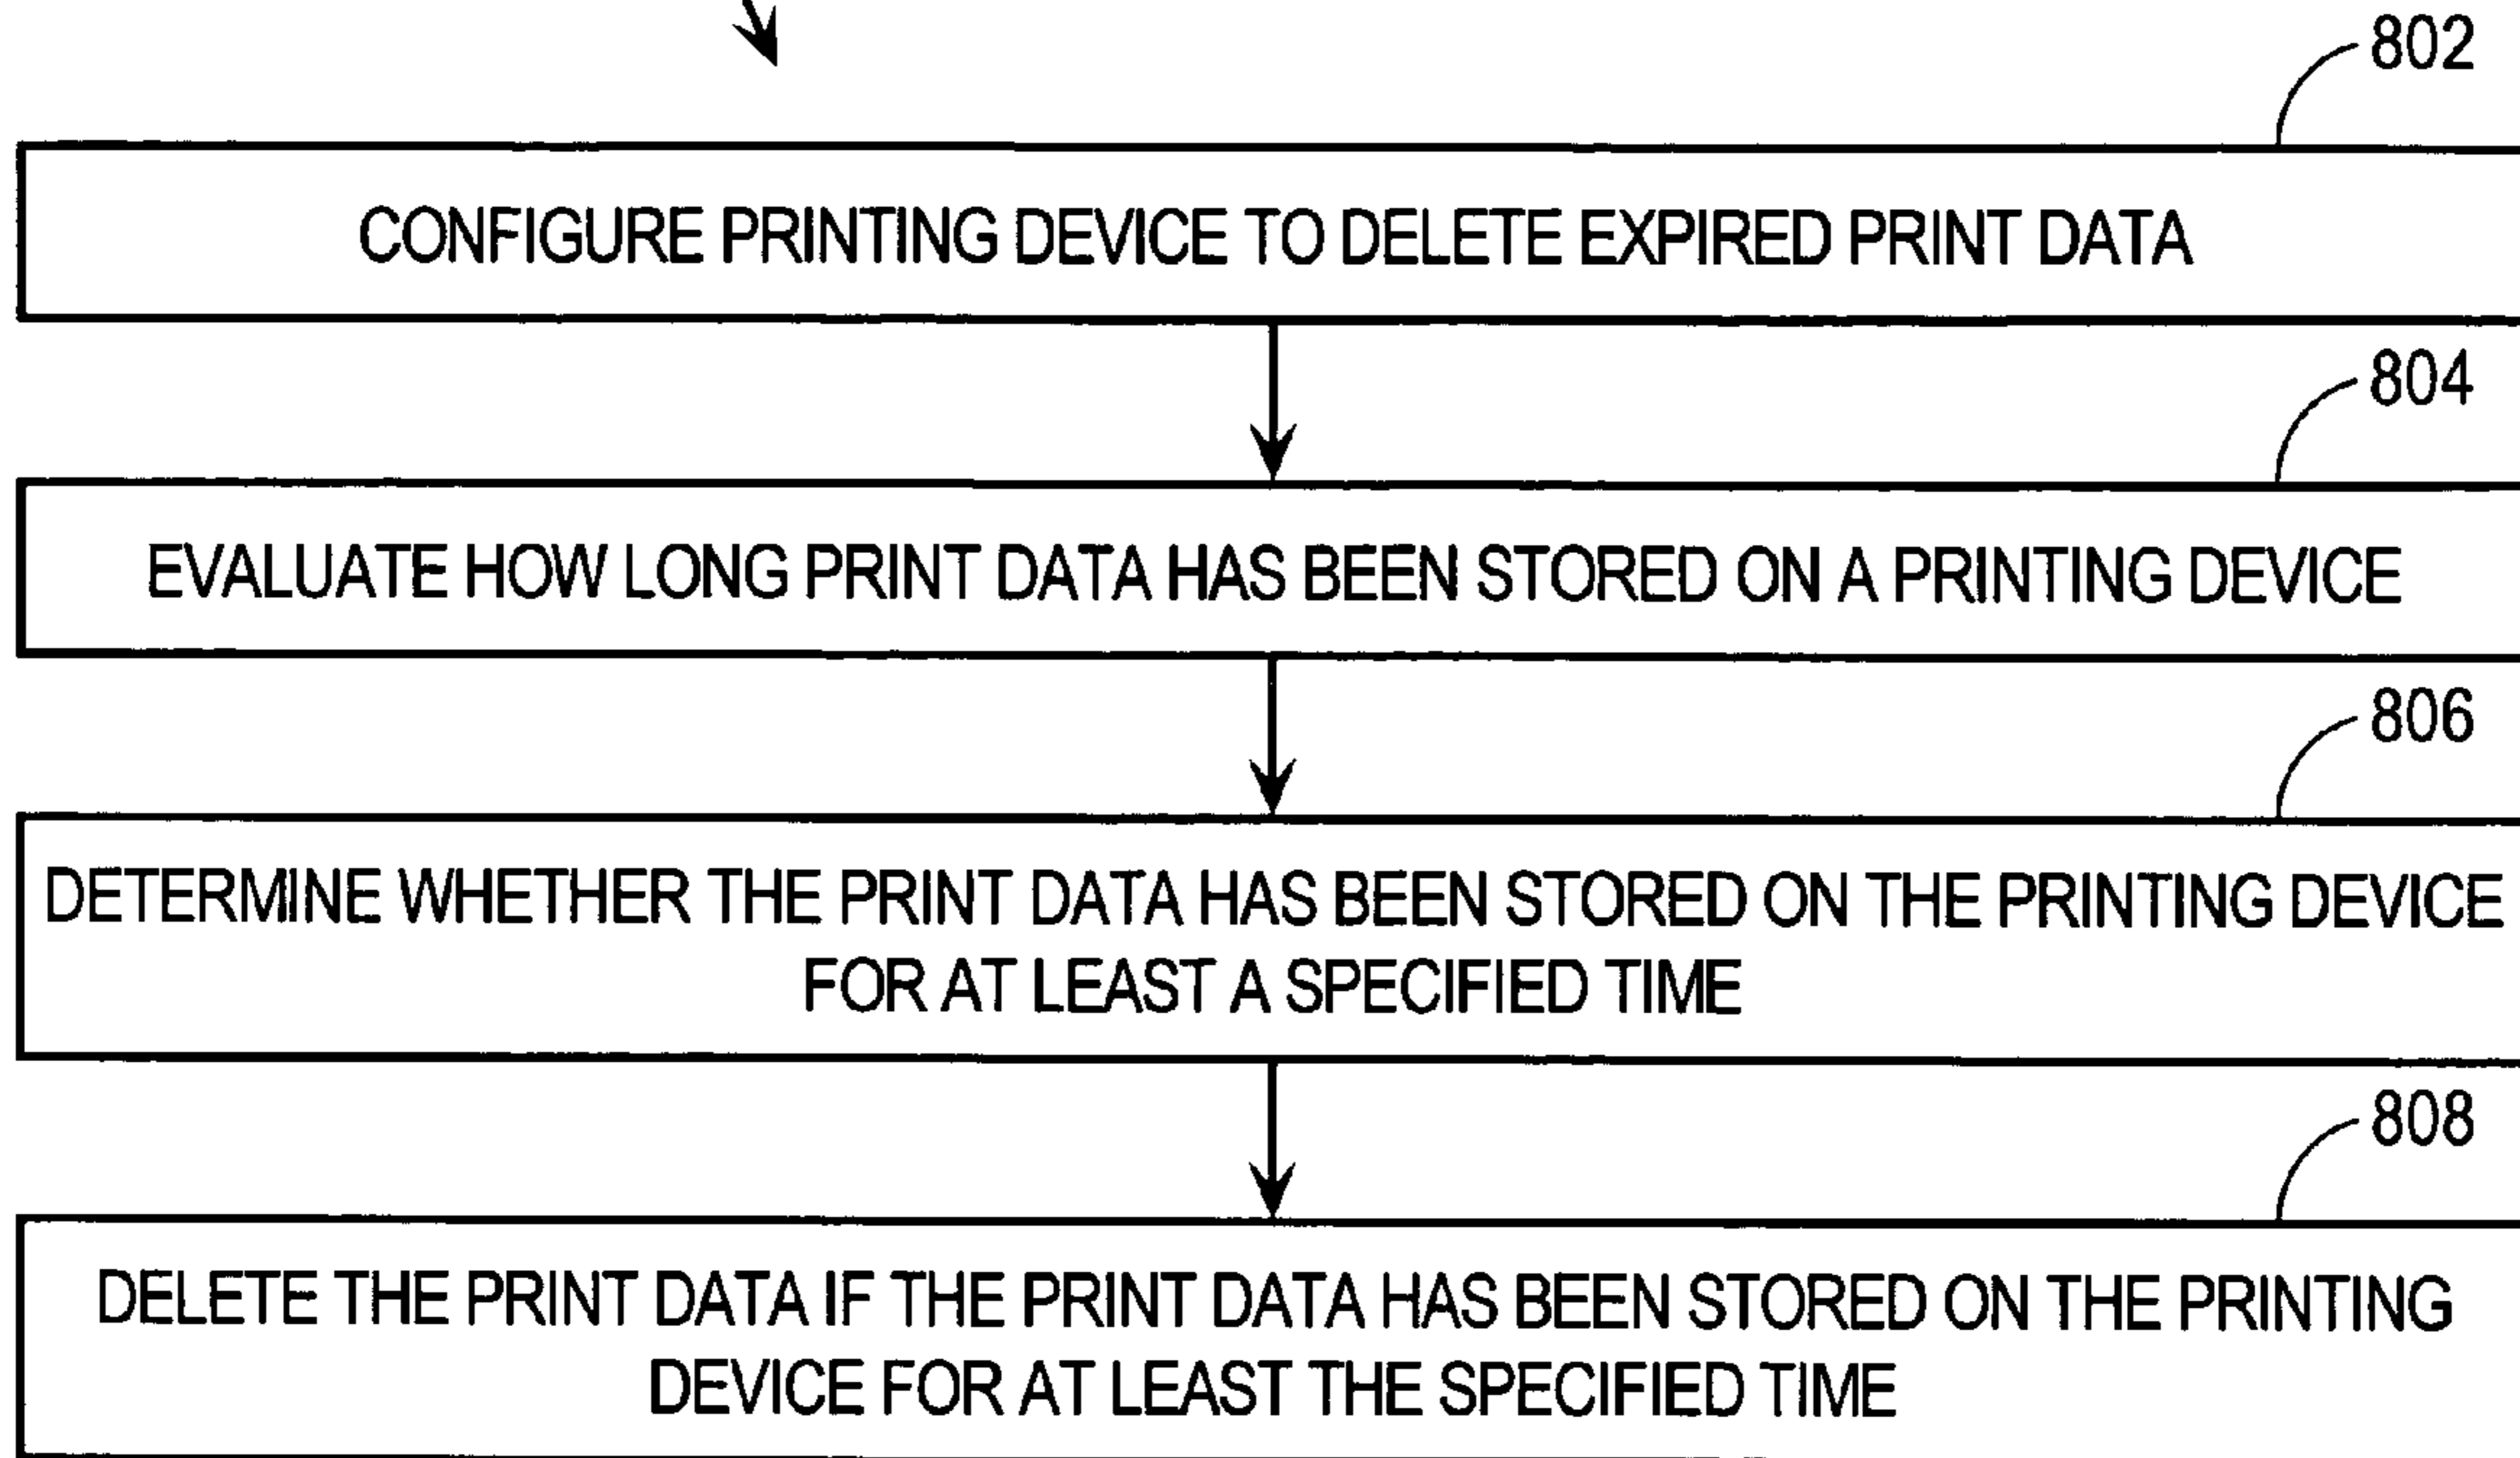 802
CONFIGURE PRINTING DEVICE TO DELETE EXPIRED PRINT DATA
804
EVALUATE HOW LONG PRINT DATA HAS BEEN STORED ON A PRINTING DEVICE
806
DETERMINE WHETHER THE PRINT DATA HAS BEEN STORED ON THE PRINTING DEVICE
FOR AT LEAST A SPECIFIED TIME
808
DELETE THE PRINT DATA IF THE PRINT DATA HAS BEEN STORED ON THE PRINTING
DEVICE FOR AT LEAST THE SPECIFIED TIME